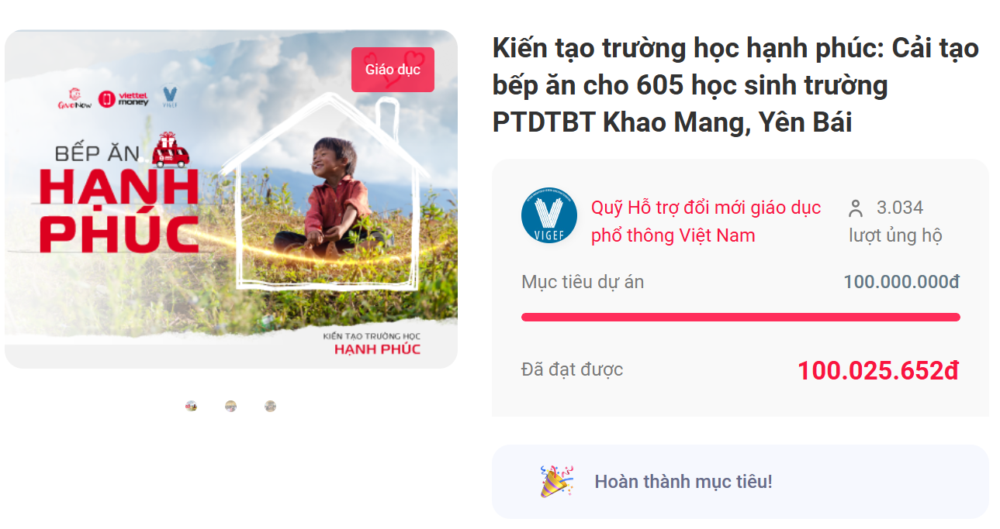 Giáo dục
GiveNow
viettel
money
VIGEF
BẾP ĂN
HẠNH
PHÚC
KIẾN TẠO TRƯỜNG HỌC
HẠNH PHÚC
Kiến tạo trường học hạnh phúc: Cải tạo
bếp ăn cho 605 học sinh trường
PTDTBT Khao Mang, Yên Bái
VIGEF
Quỹ Hỗ trợ đổi mới giáo dục
phổ thông Việt Nam
3.034
lượt ủng hộ
Mục tiêu dự án 100.000.000đ
Đã đạt được 100.025.652đ
Hoàn thành mục tiêu!